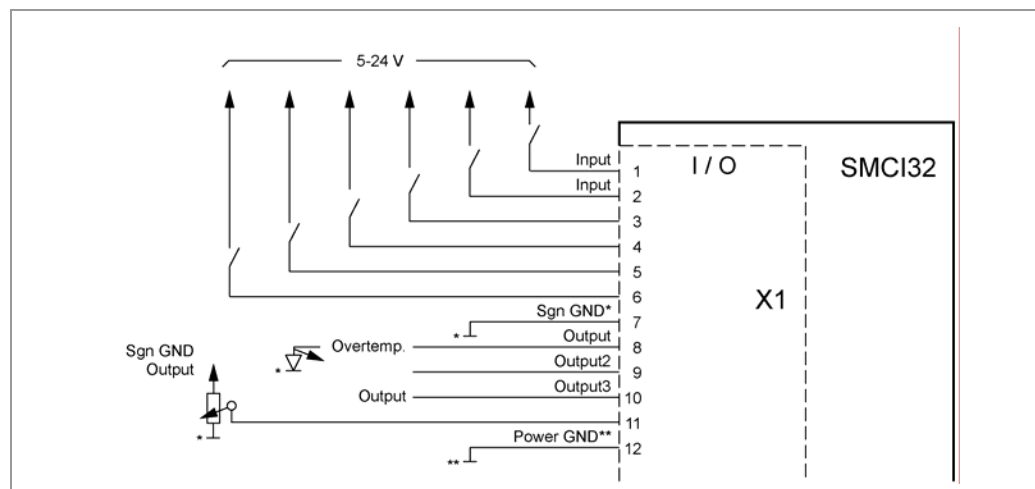 5-24 V
Input
1
I / O
SMCI32
Input
2
3
4
5
X1
6
Sgn GND*
7
*
Sgn GND
Output
Overtemp.
Output
8
*
Output2
9
Output
Output3
10
11
*
Power GND**
12
**